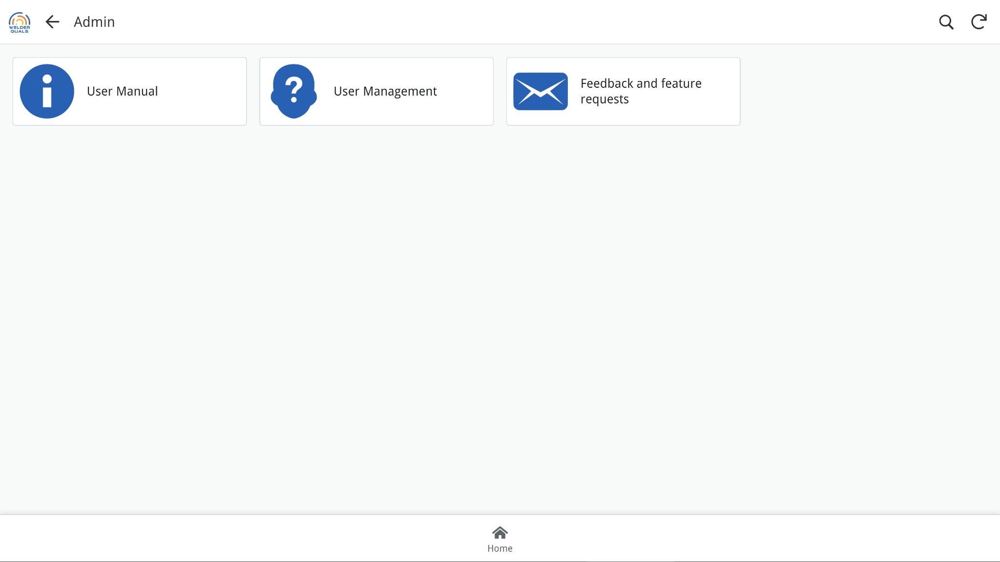 WELDER
QUALS
Admin
User Manual
User Management
Feedback and feature
requests
Home